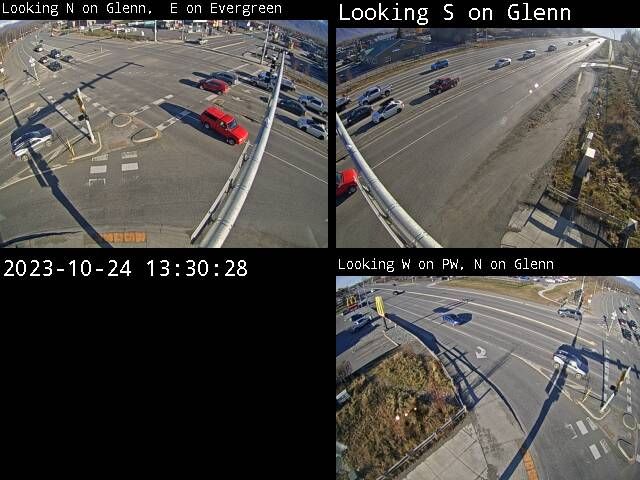 Looking N on Glenn,  E on Evergreen
Looking S on Glenn
2023-10-24 13:30:28
Looking W on PW, N on Glenn